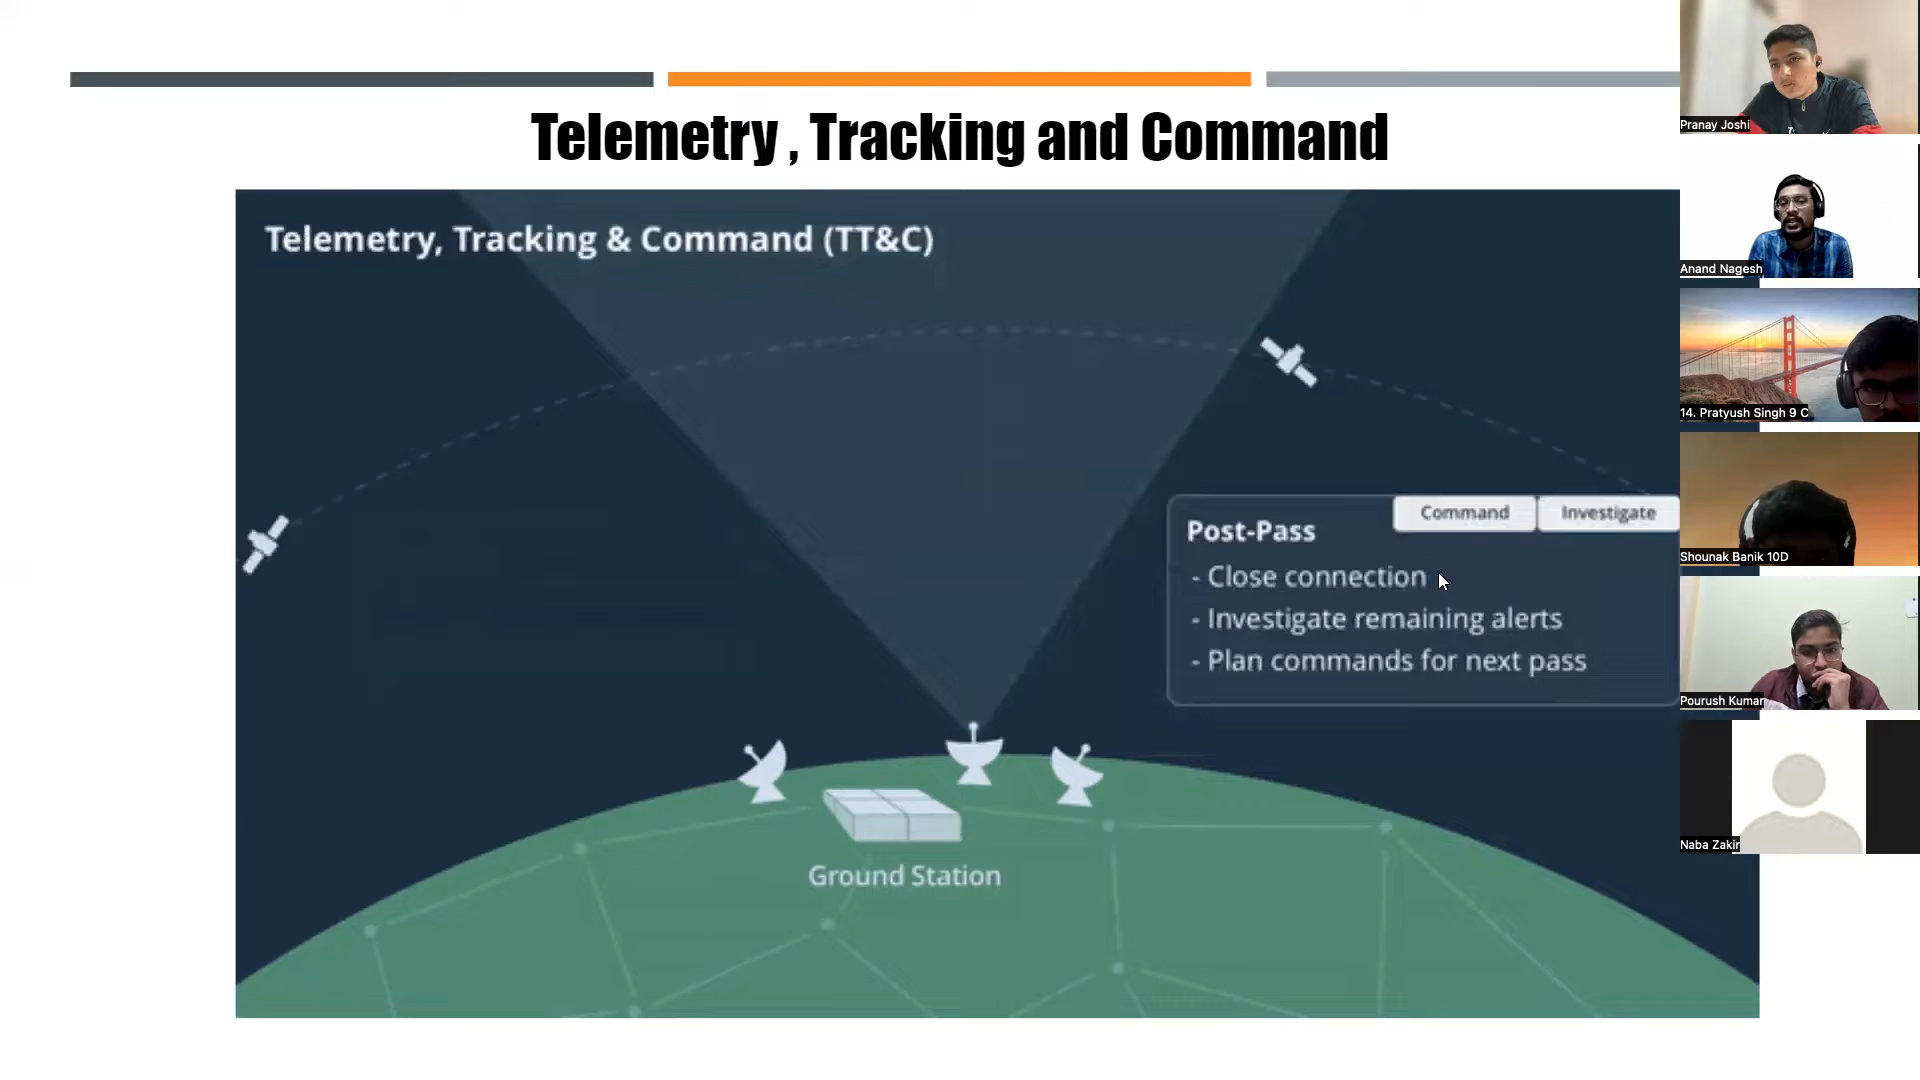 Telemetry , Tracking and Command
Telemetry, Tracking & Command (TT&C)
Command
Investigate
Post-Pass
- Close connection
- Investigate remaining alerts
- Plan commands for next pass
Ground Station
Pranay Joshi
Anand Nagesh
14. Pratyush Singh 9 C
Shounak Banik 10D
Pourush Kumar
Naba Zakir